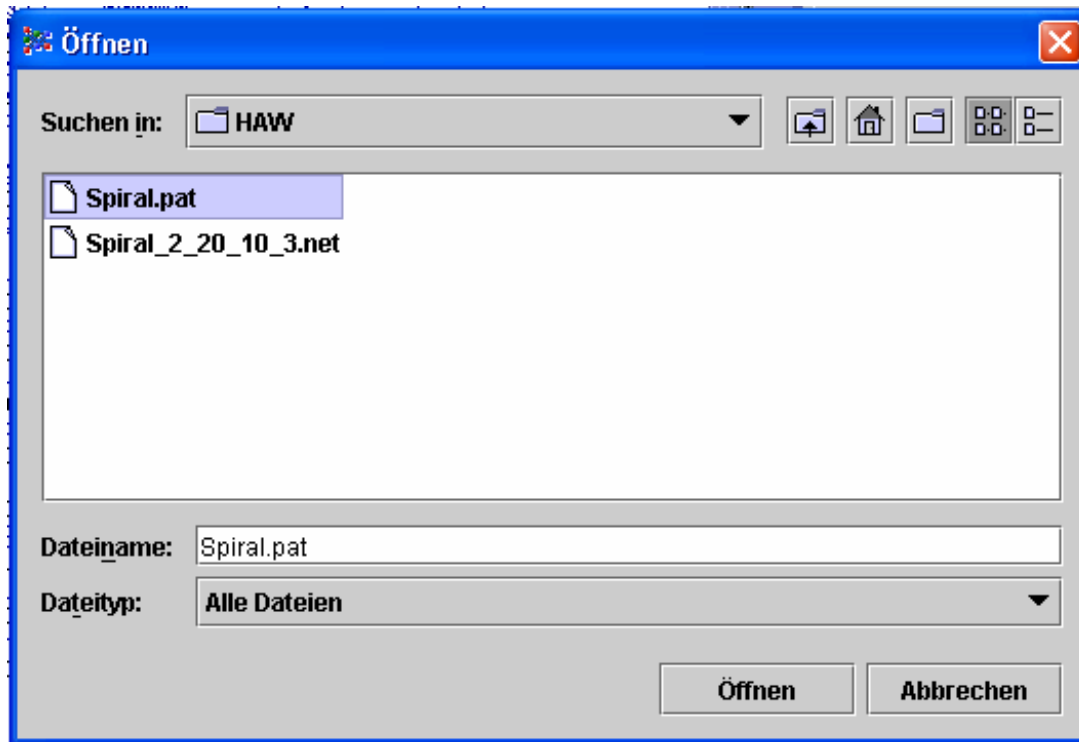 Öffnen
Suchen in: HAW
Spiral.pat
Spiral_2_20_10_3.net
Dateiname: Spiral.pat
Dateityp: Alle Dateien
Öffnen Abbrechen